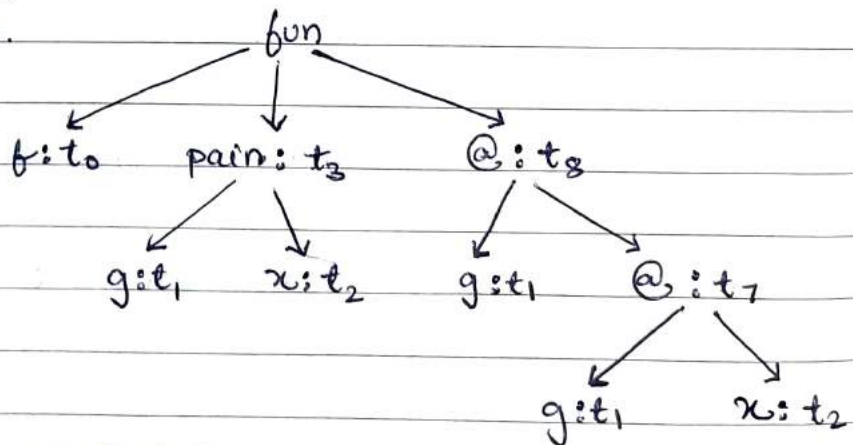 fun
f:t₀ pair: t₃ @: t₈
g:t₁ x:t₂ g:t₁ @: t₇
g:t₁ x:t₂